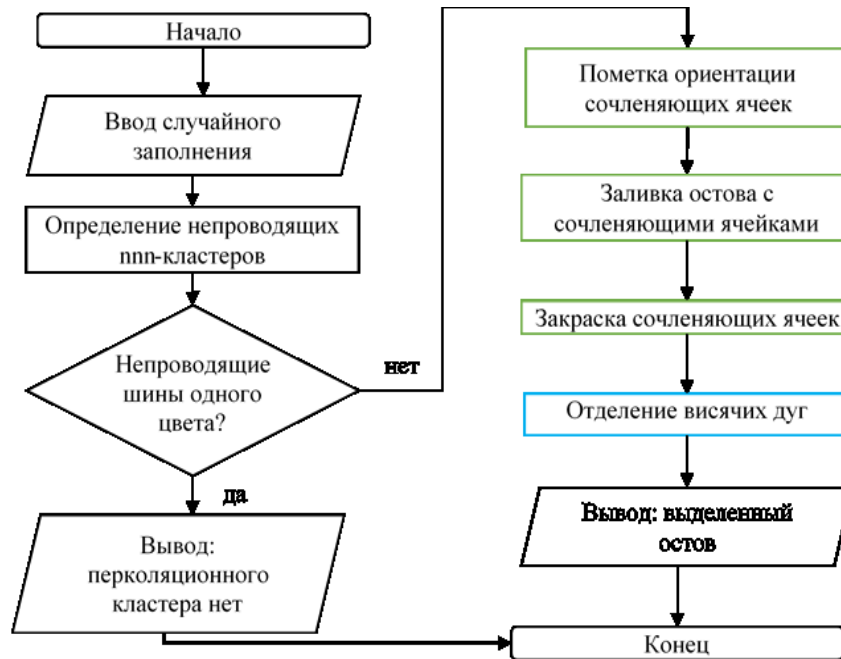 Начало
Ввод случайного
заполнения
Определение непроводящих
nnn-кластеров
Непроводящие
шины одного
цвета?
нет
да
Вывод:
перколяционного
кластера нет
Пометка ориентации
сочленяющих ячеек
Заливка остова с
сочленяющими ячейками
Закраска сочленяющих ячеек
Отделение висячих дуг
Вывод: выделенный
остов
Конец